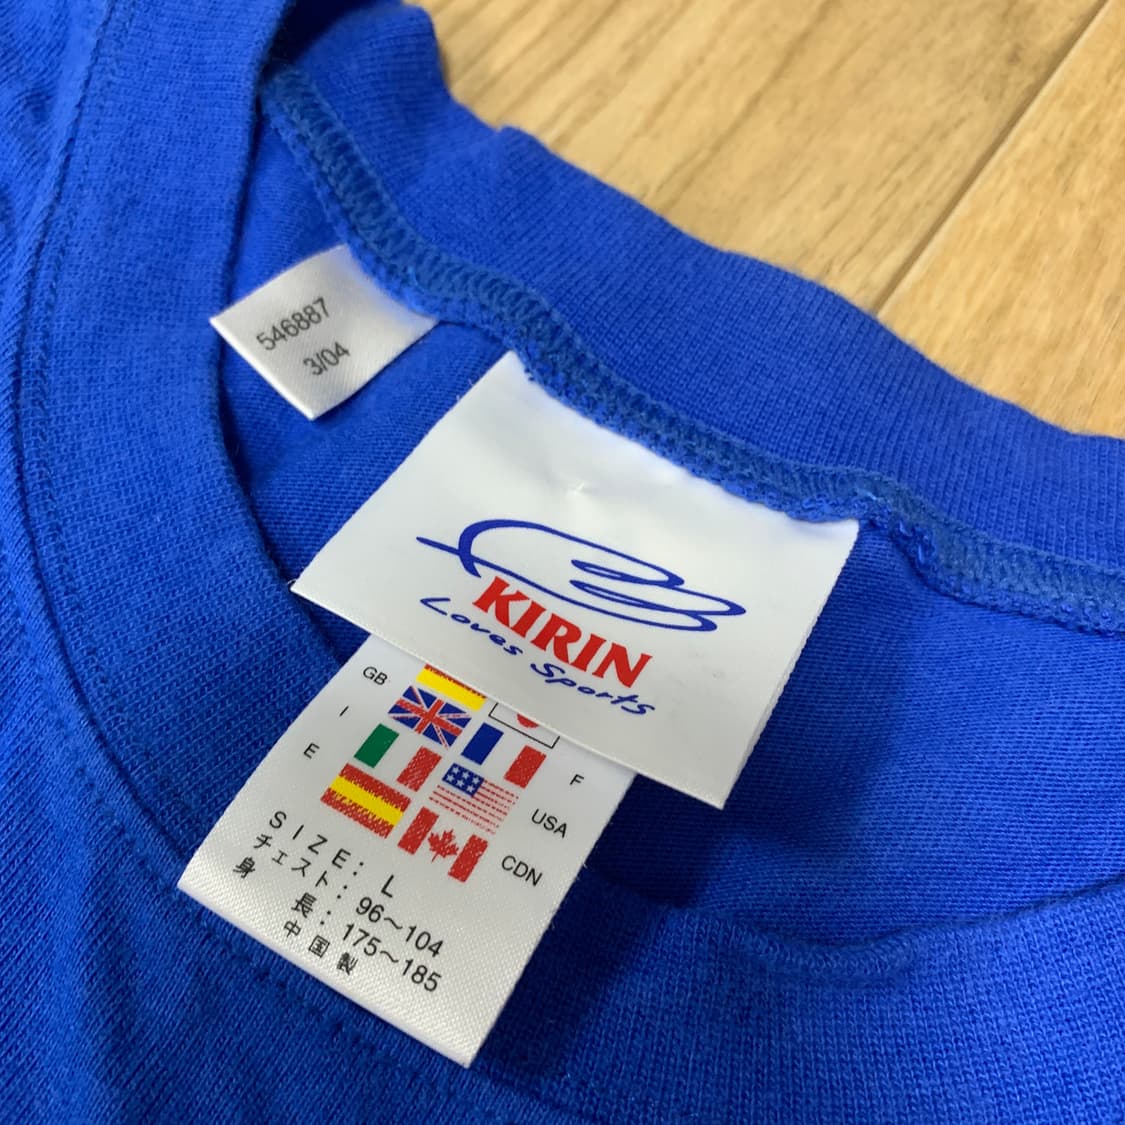 546887
3/04
KIRIN
Loves Sports
GB
I
F
E
USA
CDN
SIZE: L
チェスト: 96~104
身長: 175~185
中国製